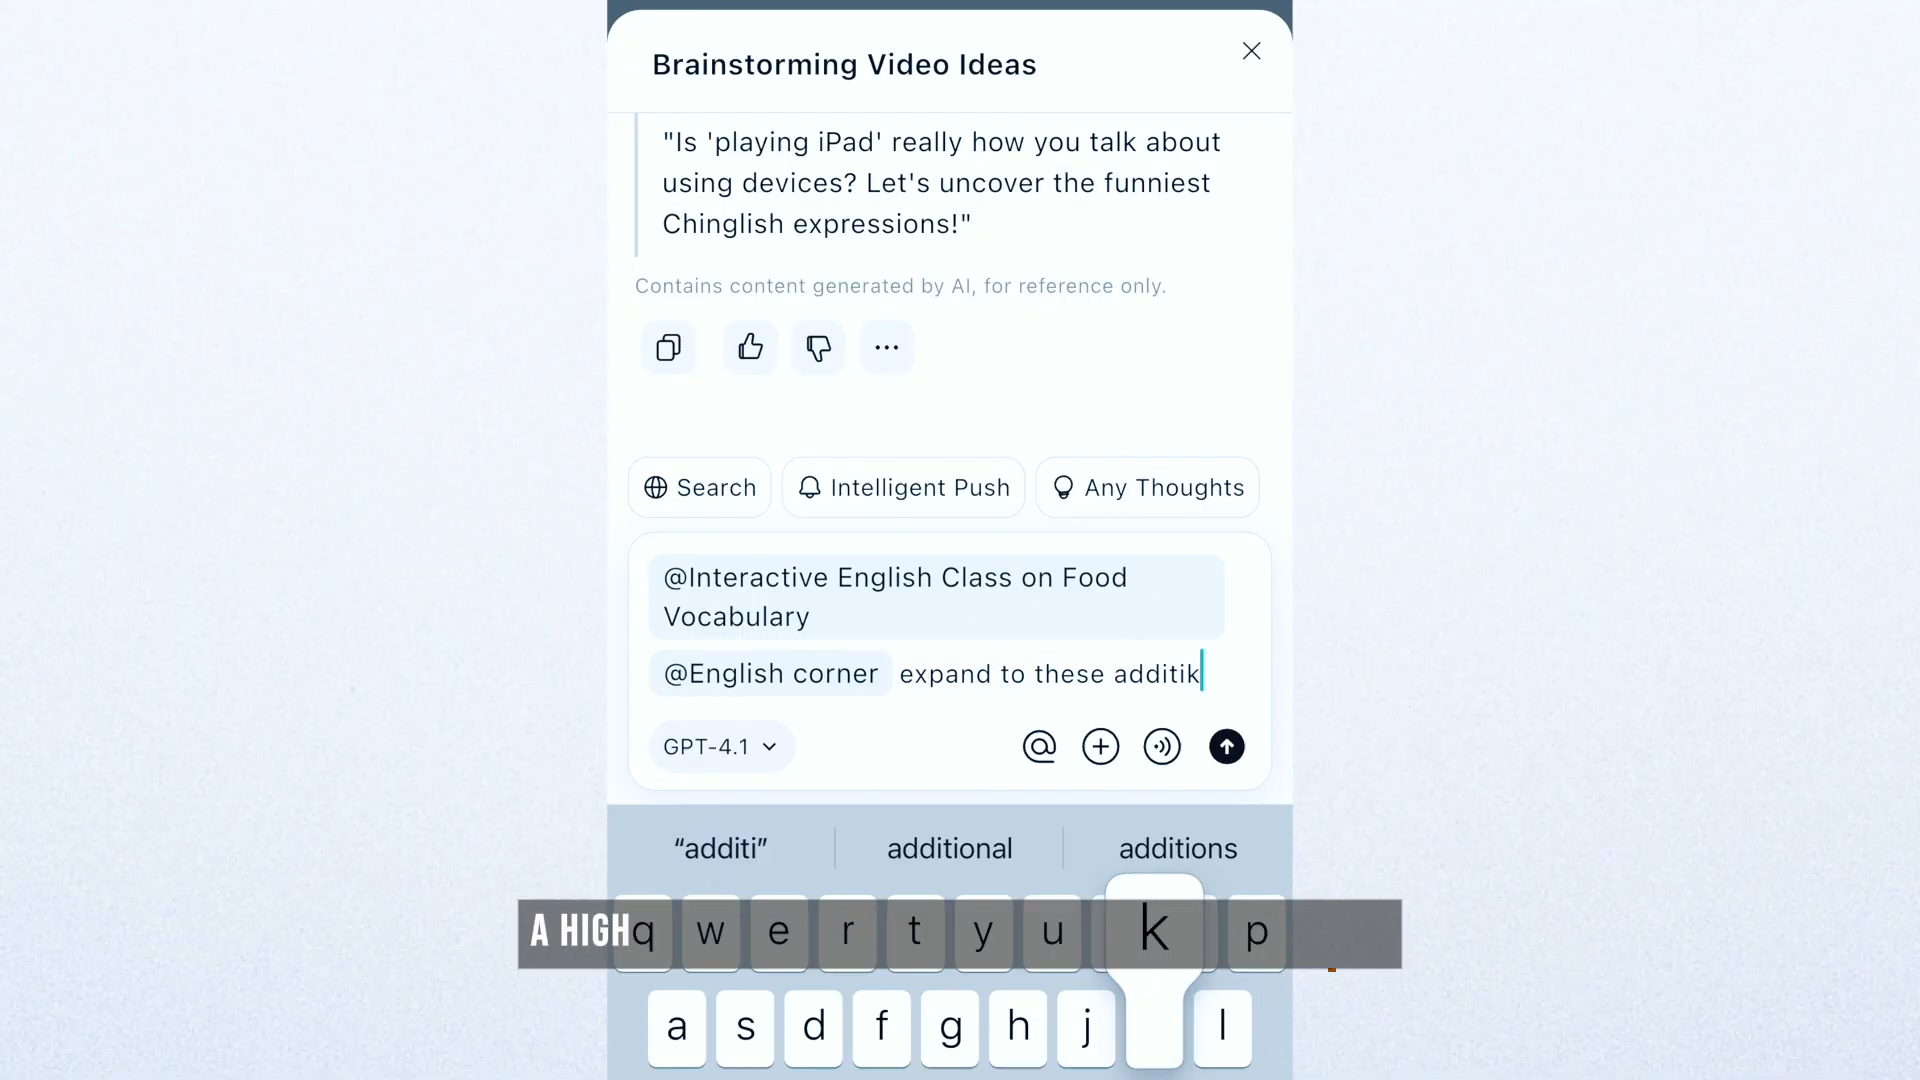 Brainstorming Video Ideas
"Is 'playing iPad' really how you talk about
using devices? Let's uncover the funniest
Chinglish expressions!"
Contains content generated by AI, for reference only.
Search
Intelligent Push
Any Thoughts
@Interactive English Class on Food
Vocabulary
@English corner expand to these additik
GPT-4.1
“additi”
additional
additions
A HIGH
q w e r t y u k p
a s d f g h j l